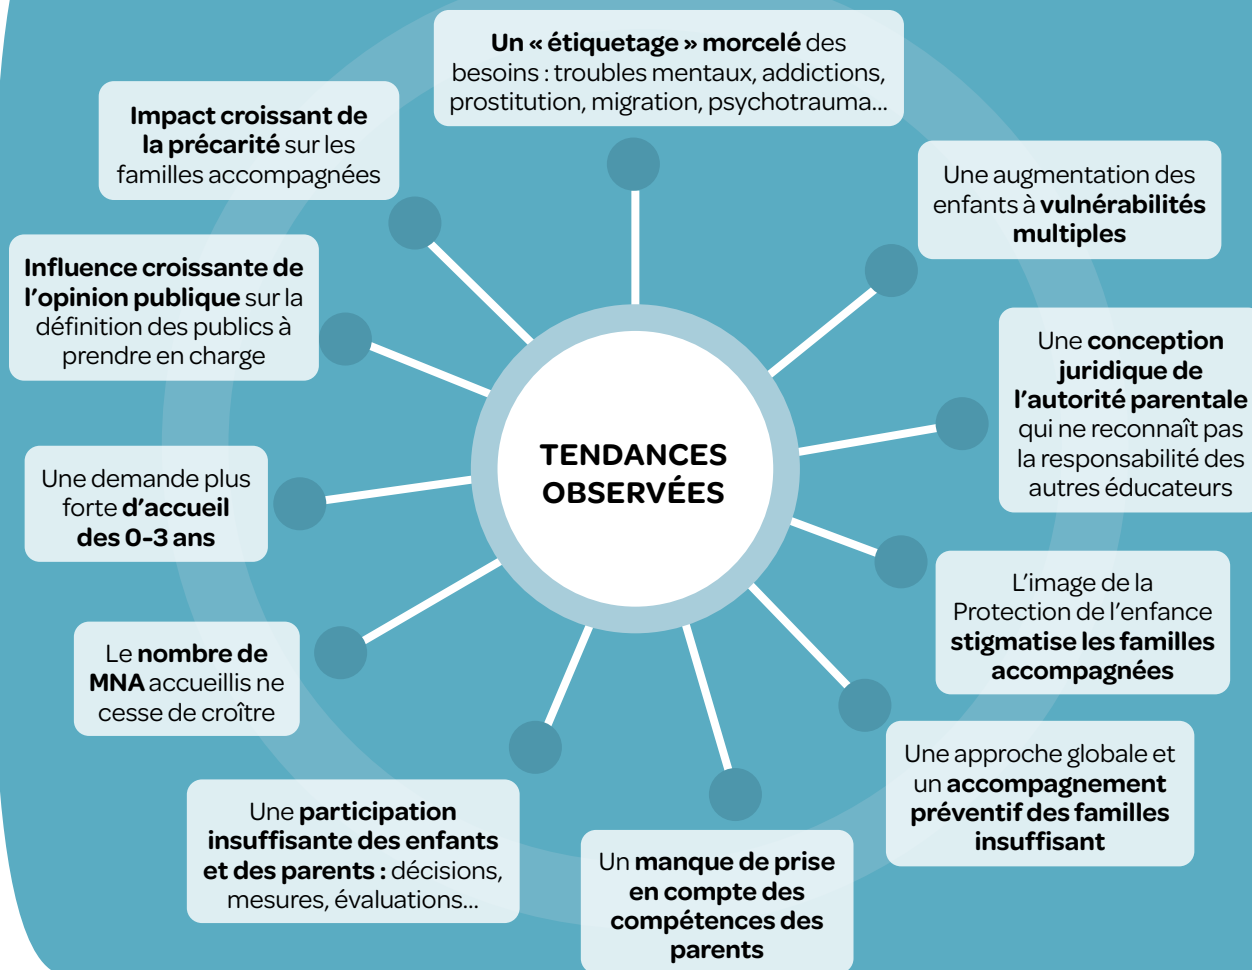 Un « étiquetage » morcelé des
besoins : troubles mentaux, addictions,
prostitution, migration, psychotrauma...
Impact croissant de
la précarité sur les
familles accompagnées
Une augmentation des
enfants à vulnérabilités
multiples
Influence croissante de
l’opinion publique sur la
définition des publics à
prendre en charge
Une conception
juridique de
l’autorité parentale
qui ne reconnaît pas
la responsabilité des
autres éducateurs
TENDANCES
OBSERVÉES
Une demande plus
forte d’accueil
des 0-3 ans
L’image de la
Protection de l’enfance
stigmatise les familles
accompagnées
Le nombre de
MNA accueillis ne
cesse de croître
Une approche globale et
un accompagnement
préventif des familles
insuffisant
Une participation
insuffisante des enfants
et des parents : décisions,
mesures, évaluations...
Un manque de prise
en compte des
compétences des
parents